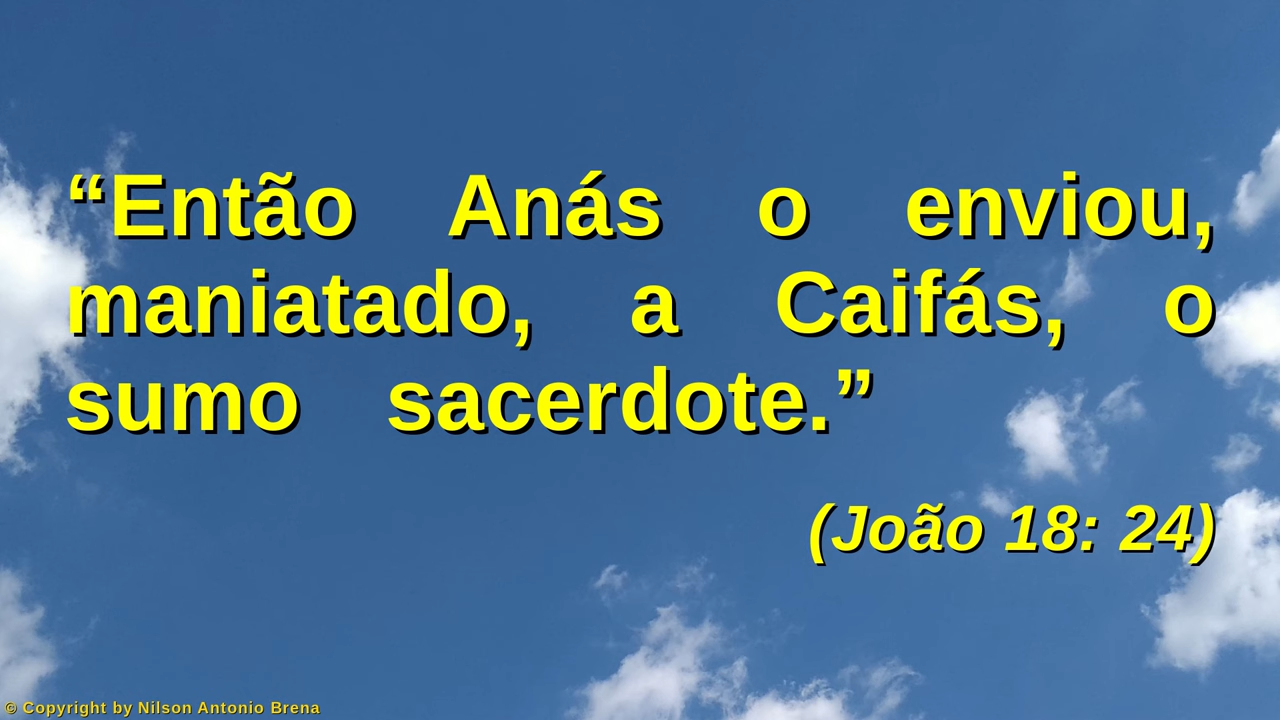 “Então Anás o enviou,
maniatado, a Caifás, o
sumo sacerdote.”
(João 18: 24)
© Copyright by Nilson Antonio Brena